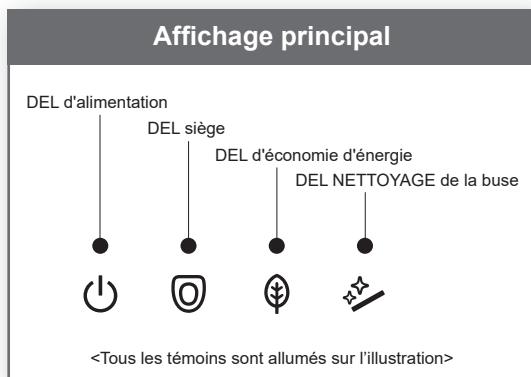 Affichage principal
DEL d'alimentation
DEL siège
DEL d'économie d'énergie
DEL NETTOYAGE de la buse
<Tous les témoins sont allumés sur l’illustration>